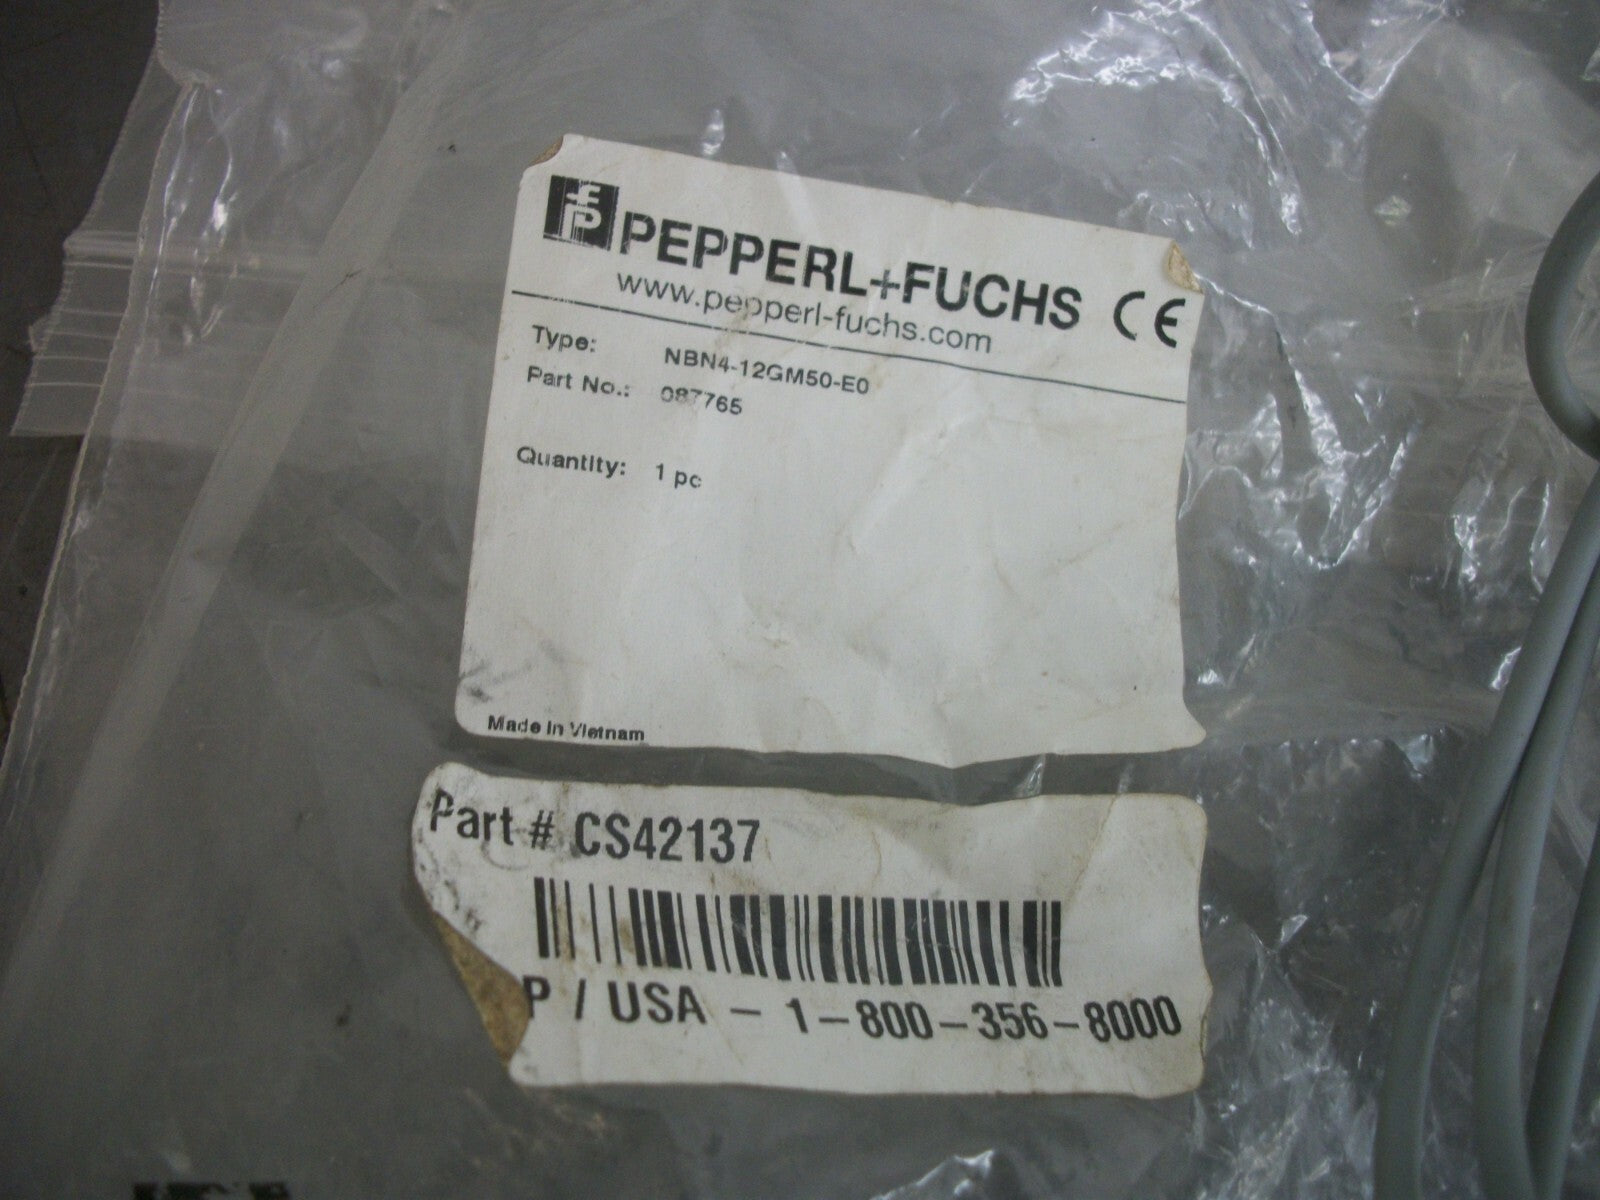 PEPPERL+FUCHS CE
www.pepperl-fuchs.com
Type: NBN4-12GM50-E0
Part No.: 087765
Quantity: 1 pc
Made in Vietnam
Part # CS42137
P / USA - 1-800-356-8000